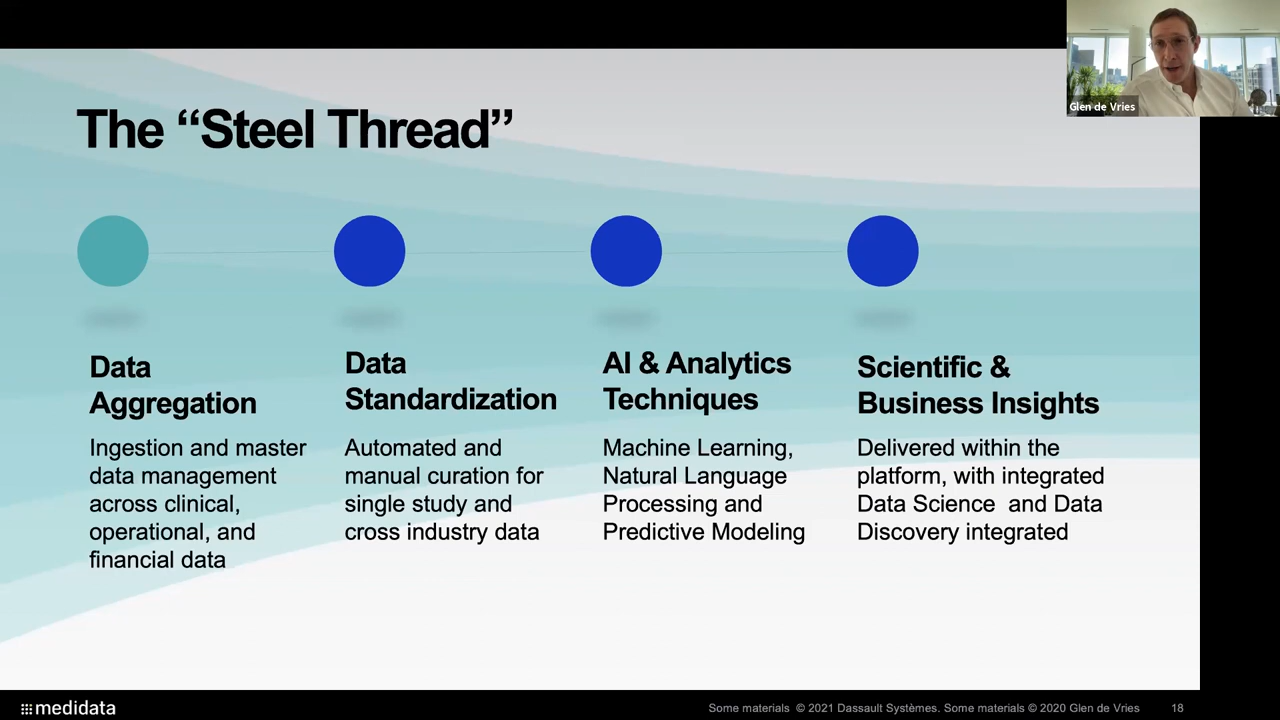 Glen de Vries
The “Steel Thread”
Data
Aggregation
Ingestion and master
data management
across clinical,
operational, and
financial data
Data
Standardization
Automated and
manual curation for
single study and
cross industry data
AI & Analytics
Techniques
Machine Learning,
Natural Language
Processing and
Predictive Modeling
Scientific &
Business Insights
Delivered within the
platform, with integrated
Data Science  and Data
Discovery integrated
medidata
Some materials  © 2021 Dassault Systèmes. Some materials © 2020 Glen de Vries
18